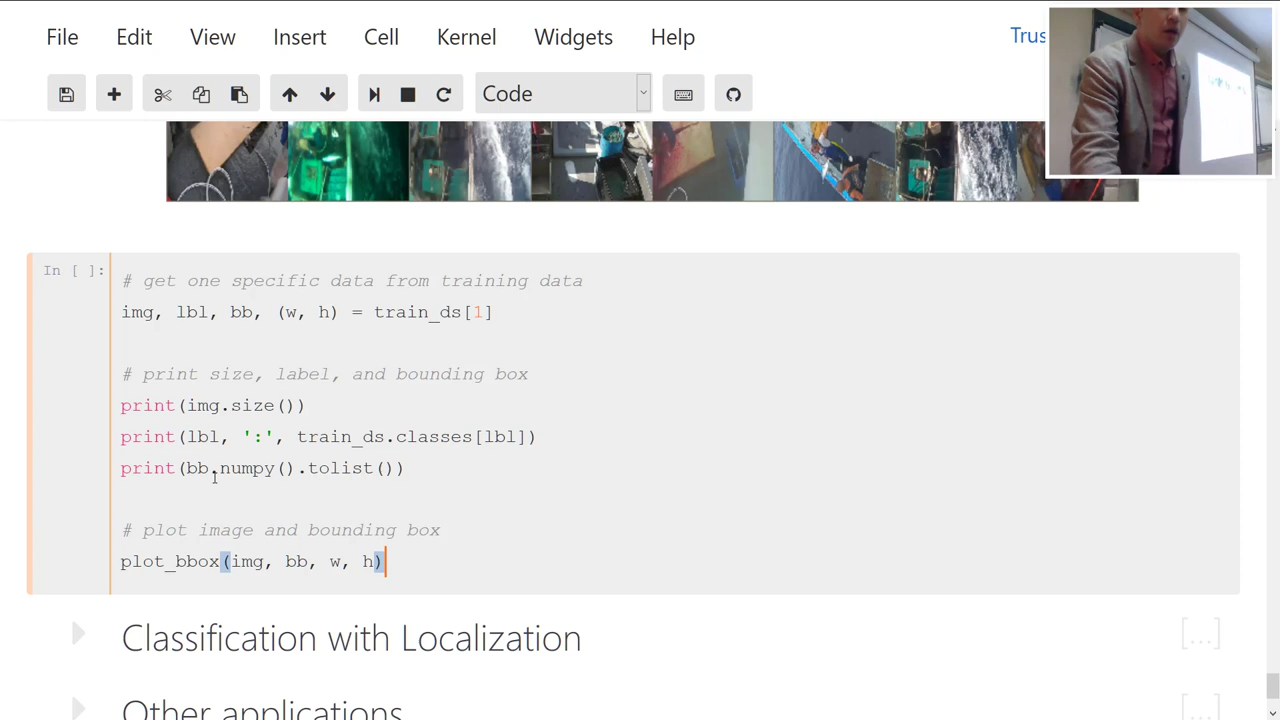 File Edit View Insert Cell Kernel Widgets Help Trus
Code
In [ ]:
# get one specific data from training data
img, lbl, bb, (w, h) = train_ds[1]
# print size, label, and bounding box
print(img.size())
print(lbl, ':', train_ds.classes[lbl])
print(bb.numpy().tolist())
# plot image and bounding box
plot_bbox(img, bb, w, h)
Classification with Localization
[...]
Other applications
[...]